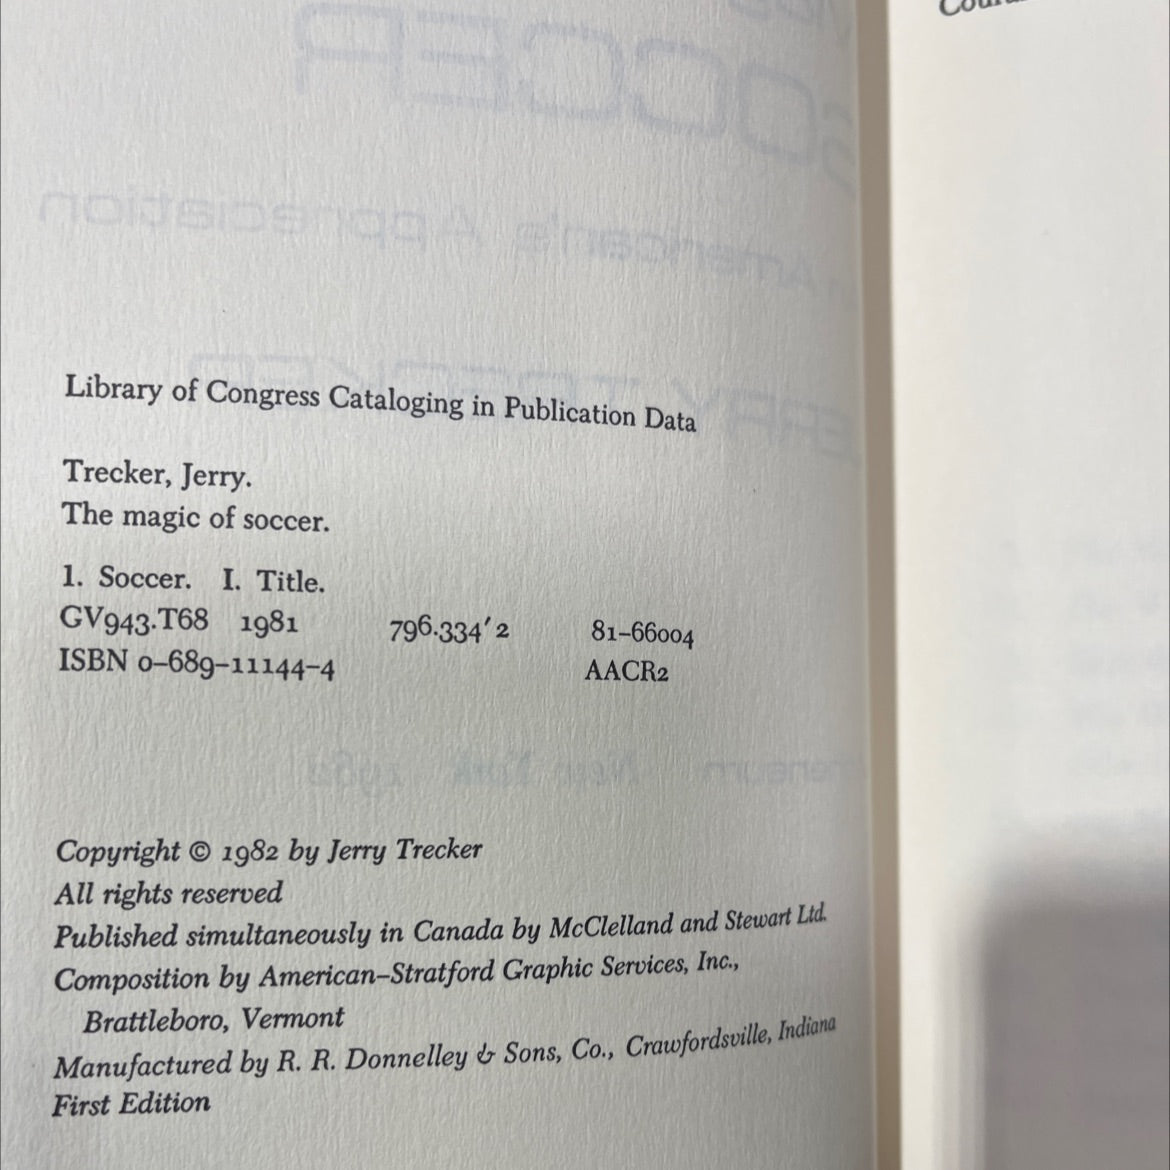 Library of Congress Cataloging in Publication Data
Trecker, Jerry.
The magic of soccer.
1. Soccer. I. Title.
GV943.T68 1981 796.334′2 81–66004
ISBN 0–689–11144–4 AACR2
Copyright © 1982 by Jerry Trecker
All rights reserved
Published simultaneously in Canada by McClelland and Stewart Ltd.
Composition by American–Stratford Graphic Services, Inc.,
Brattleboro, Vermont
Manufactured by R. R. Donnelley & Sons, Co., Crawfordsville, Indiana
First Edition